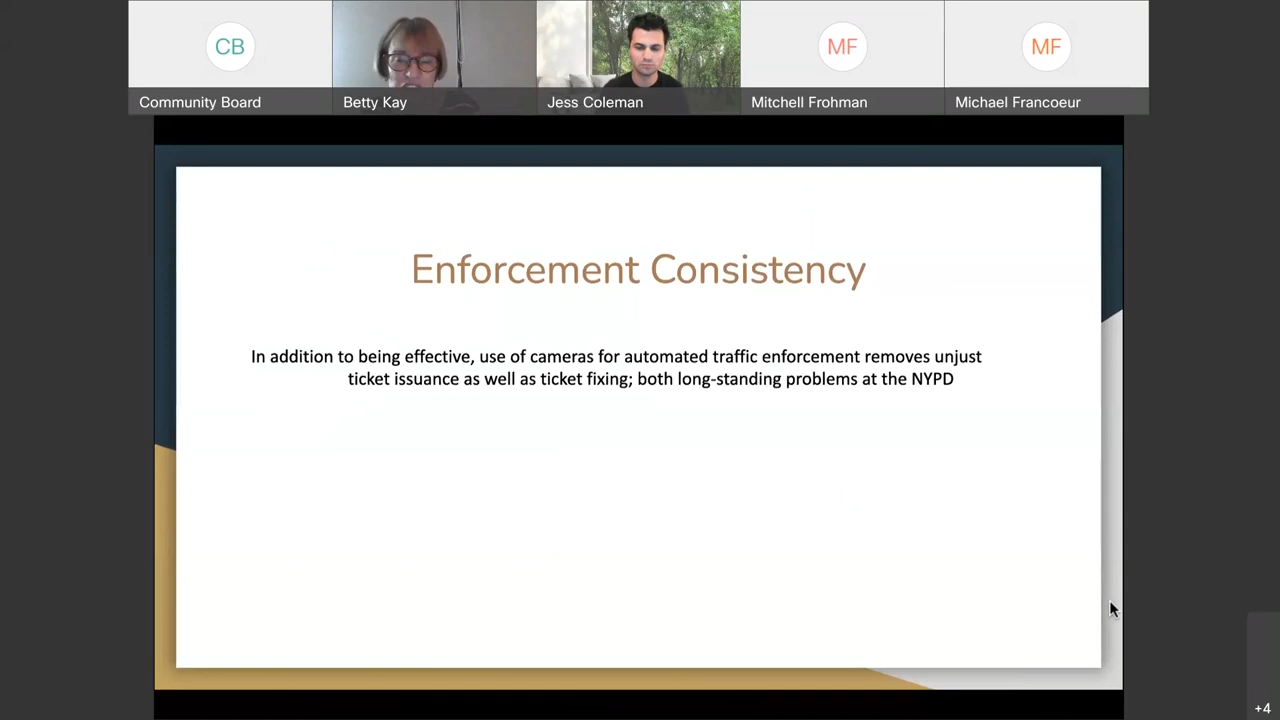 CB
MF
MF
Community Board
Betty Kay
Jess Coleman
Mitchell Frohman
Michael Francoeur
Enforcement Consistency
In addition to being effective, use of cameras for automated traffic enforcement removes unjust
ticket issuance as well as ticket fixing; both long-standing problems at the NYPD
+4